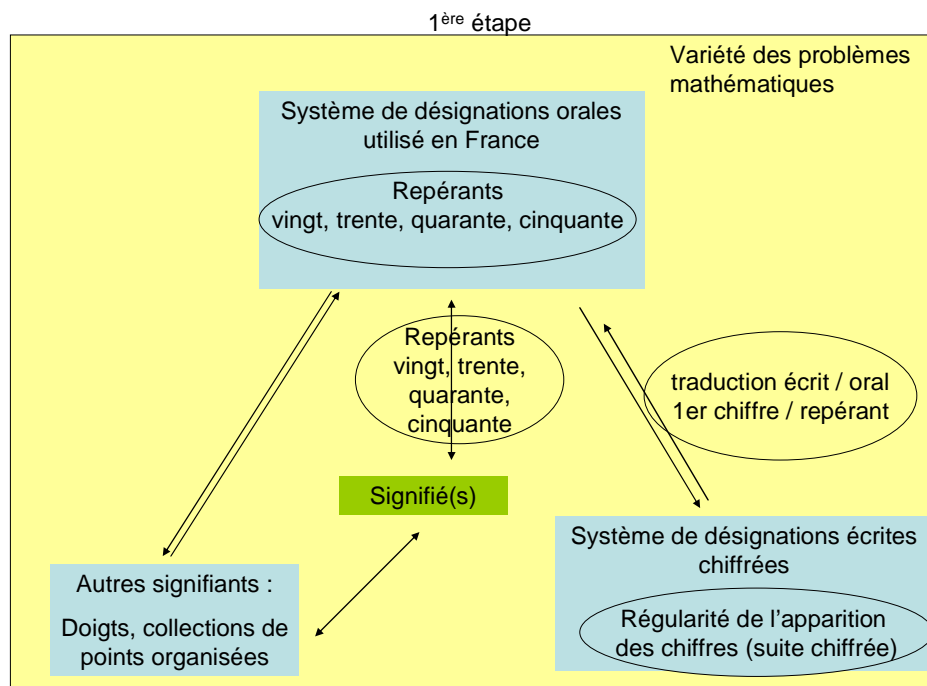 1ère étape
Variété des problèmes
mathématiques
Système de désignations orales
utilisé en France
Repérants
vingt, trente, quarante, cinquante
Repérants
vingt, trente,
quarante,
cinquante
traduction écrit / oral
1er chiffre / repérant
Signifié(s)
Système de désignations écrites
chiffrées
Autres signifiants :
Doigts, collections de
points organisées
Régularité de l'apparition
des chiffres (suite chiffrée)